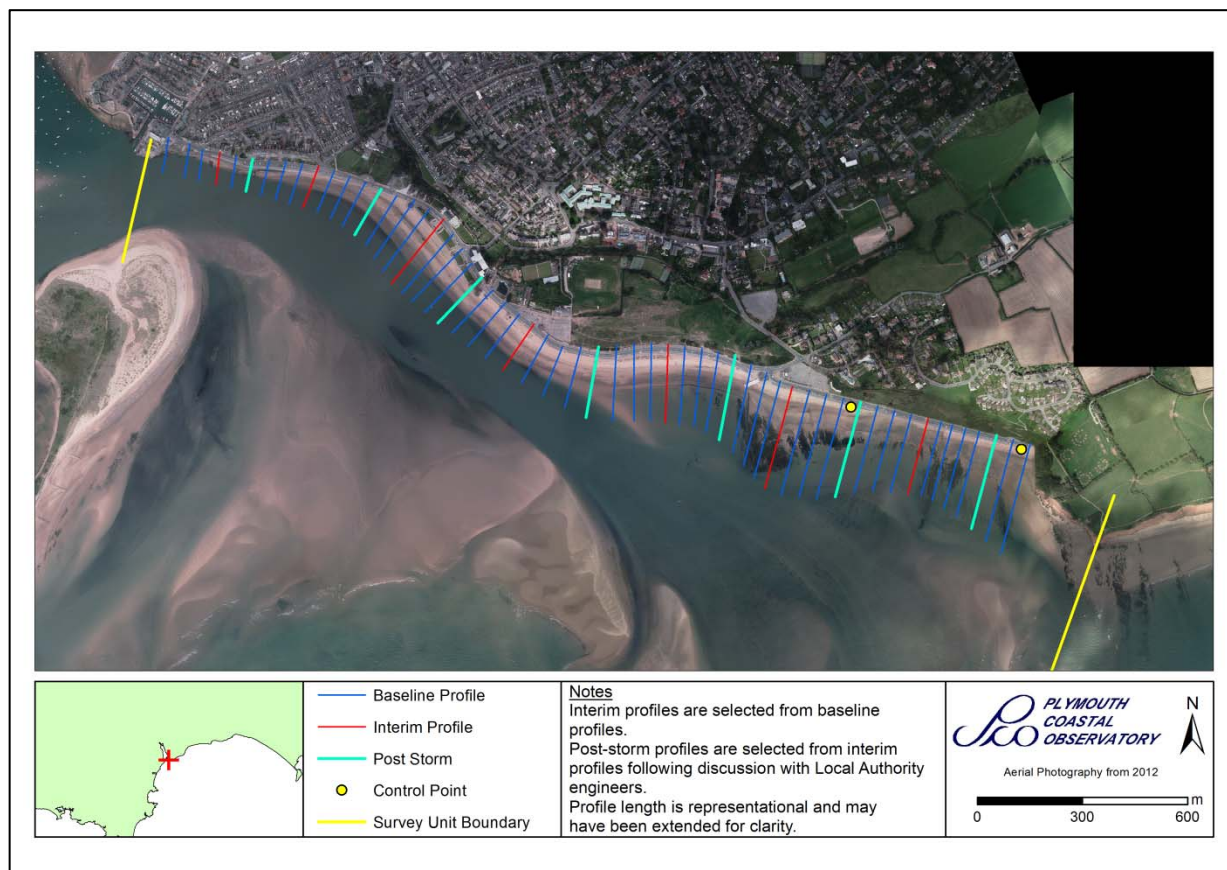 Baseline Profile
Interim Profile
Post Storm
Control Point
Survey Unit Boundary
Notes
Interim profiles are selected from baseline
profiles.
Post-storm profiles are selected from interim
profiles following discussion with Local Authority
engineers.
Profile length is representational and may
have been extended for clarity.
PLYMOUTH
COASTAL
OBSERVATORY
N
Aerial Photography from 2012
m
0 300 600